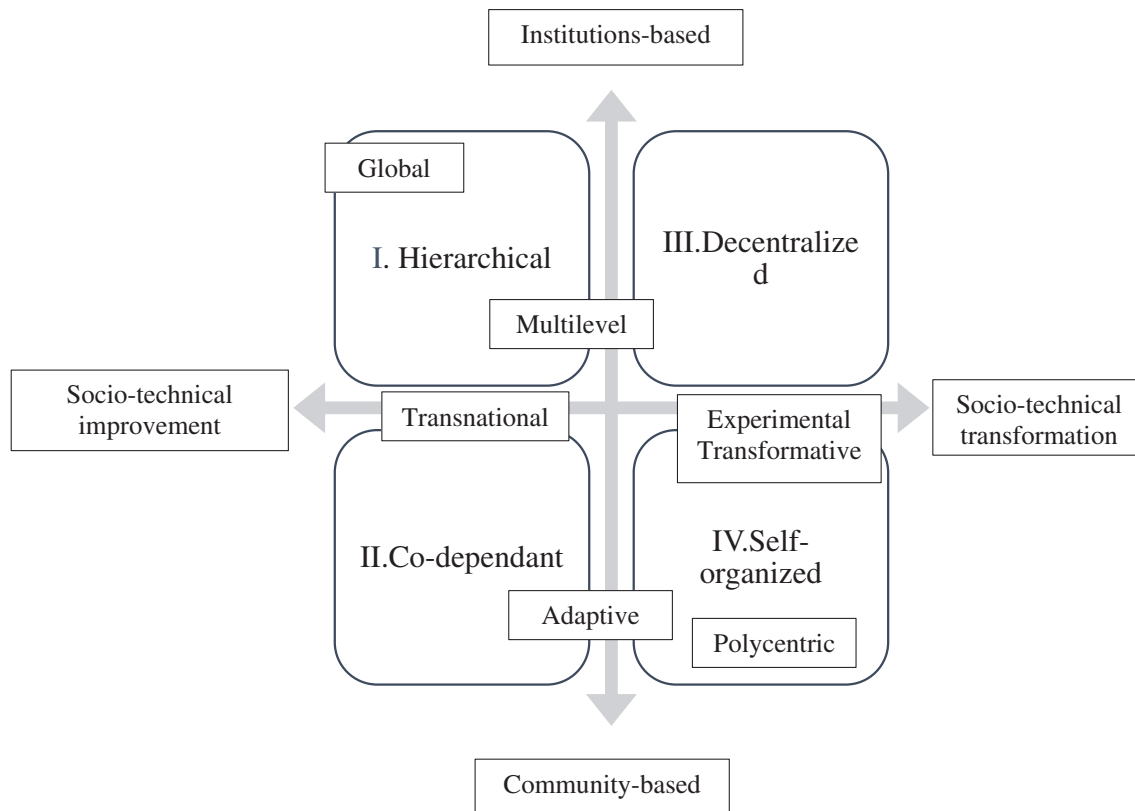 Institutions-based
Global
I. Hierarchical
III.Decentralize
d
Multilevel
Socio-technical
improvement
Transnational
Experimental
Transformative
Socio-technical
transformation
II.Co-dependant
IV.Self-
organized
Adaptive
Polycentric
Community-based